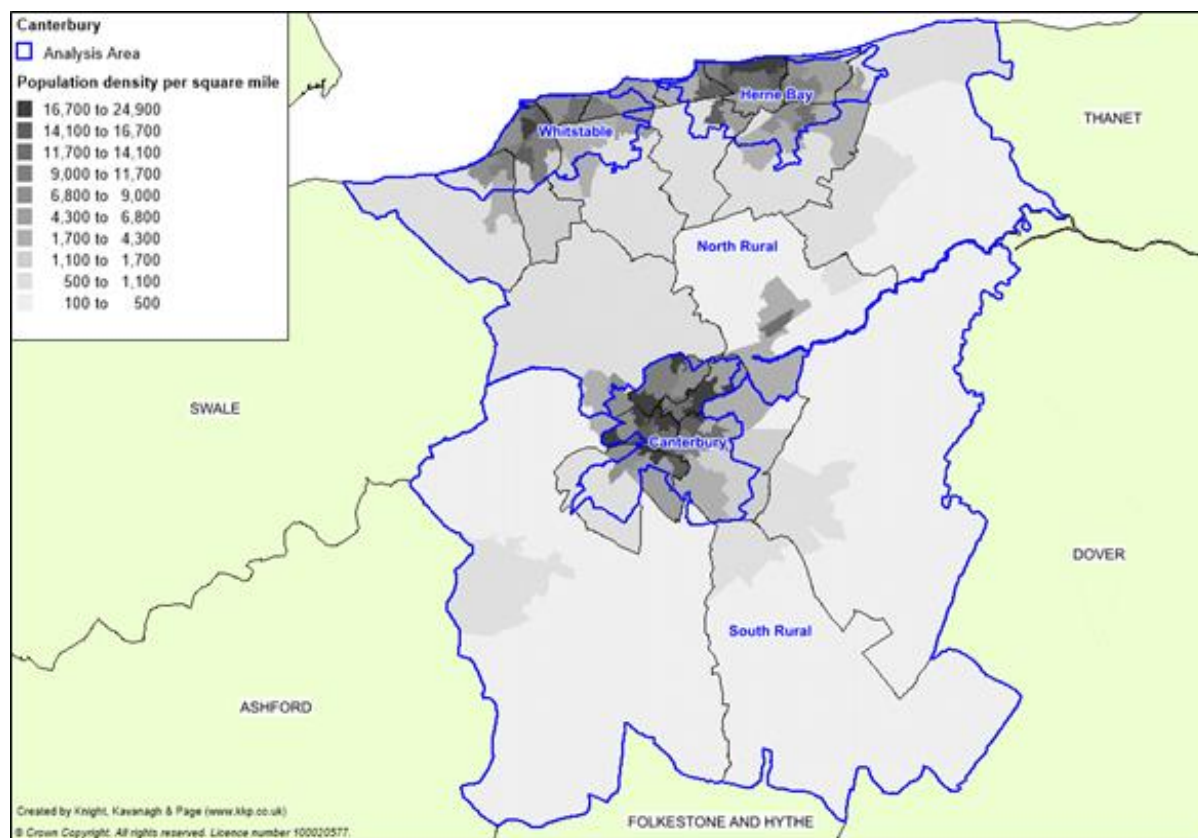 Canterbury
Analysis Area
Population density per square mile
16,700 to 24,900
14,100 to 16,700
11,700 to 14,100
9,000 to 11,700
6,800 to 9,000
4,300 to 6,800
1,700 to 4,300
1,100 to 1,700
500 to 1,100
100 to 500
Herne Bay
THANET
Whitstable
North Rural
SWALE
Canterbury
DOVER
South Rural
ASHFORD
Created by Knight, Kavanagh & Page (www.kkp.co.uk)
FOLKESTONE AND HYTHE
© Crown Copyright. All rights reserved. Licence number 100020577.